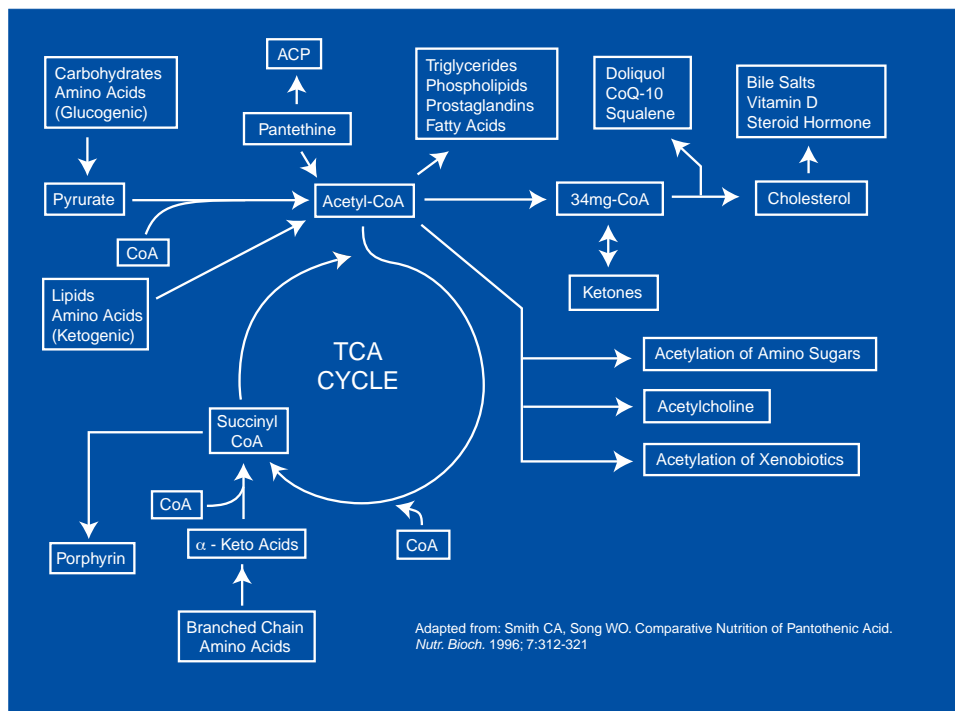 Carbohydrates
Amino Acids
(Glucogenic)
ACP
Pantethine
Triglycerides
Phospholipids
Prostaglandins
Fatty Acids
Doliquol
CoQ-10
Squalene
Bile Salts
Vitamin D
Steroid Hormone
Pyrurate
Acetyl-CoA
34mg-CoA
Cholesterol
CoA
Lipids
Amino Acids
(Ketogenic)
Ketones
TCA
CYCLE
Acetylation of Amino Sugars
Acetylcholine
Acetylation of Xenobiotics
Succinyl
CoA
CoA
CoA
Porphyrin
α - Keto Acids
Branched Chain
Amino Acids
Adapted from: Smith CA, Song WO. Comparative Nutrition of Pantothenic Acid.
Nutr. Bioch. 1996; 7:312-321